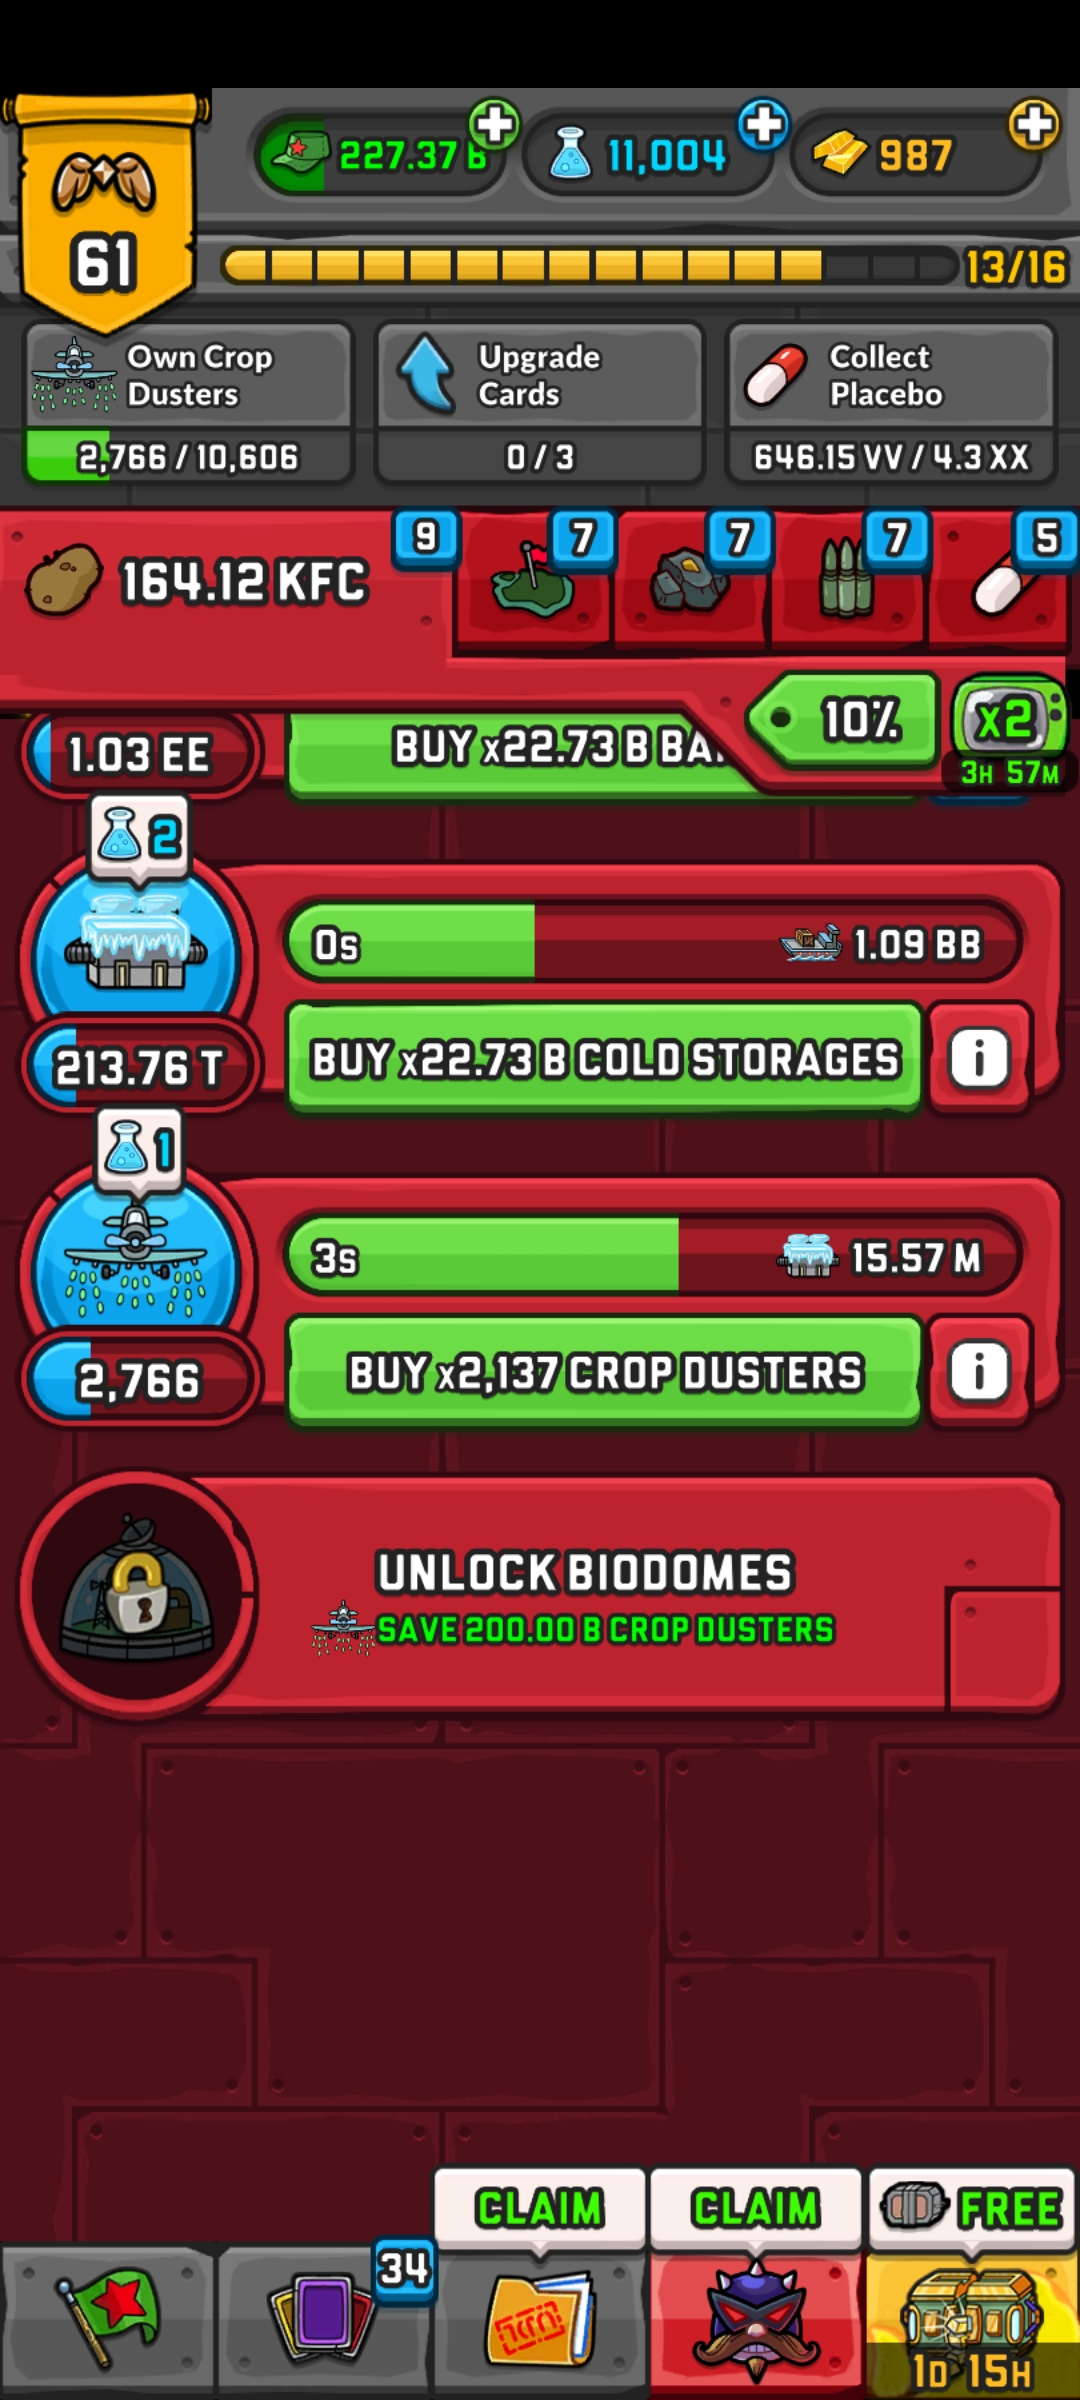 227.37 B
11,004
987
61
13/16
Own Crop
Dusters
2,766 / 10,606
Upgrade
Cards
0 / 3
Collect
Placebo
646.15 VV / 4.3 XX
164.12 KFC
9
7
7
7
5
10%
x2
3H 57M
1.03 EE
BUY x22.73 B
2
0s
1.09 BB
213.76 T
BUY x22.73 B COLD STORAGES
i
1
3s
15.57 M
2,766
BUY x2,137 CROP DUSTERS
i
UNLOCK BIODOMES
SAVE 200.00 B CROP DUSTERS
CLAIM
CLAIM
FREE
34
1D 15H